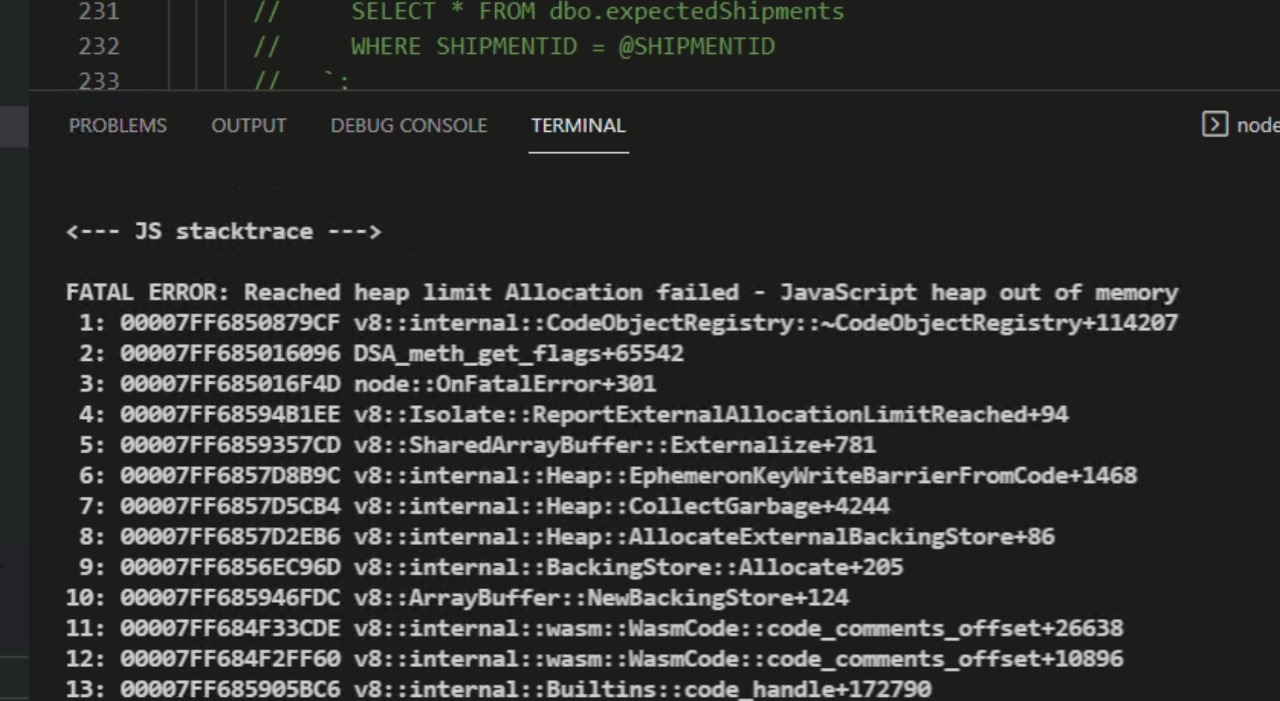 231 // SELECT * FROM dbo.expectedShipments
232 // WHERE SHIPMENTID = @SHIPMENTID
233 // `;
PROBLEMS OUTPUT DEBUG CONSOLE TERMINAL node
<--- JS stacktrace --->
FATAL ERROR: Reached heap limit Allocation failed - JavaScript heap out of memory
1: 00007FF6850879CF v8::internal::CodeObjectRegistry::~CodeObjectRegistry+114207
2: 00007FF685016096 DSA_meth_get_flags+65542
3: 00007FF685016F4D node::OnFatalError+301
4: 00007FF68594B1EE v8::Isolate::ReportExternalAllocationLimitReached+94
5: 00007FF6859357CD v8::SharedArrayBuffer::Externalize+781
6: 00007FF6857D8B9C v8::internal::Heap::EphemeronKeyWriteBarrierFromCode+1468
7: 00007FF6857D5CB4 v8::internal::Heap::CollectGarbage+4244
8: 00007FF6857D2EB6 v8::internal::Heap::AllocateExternalBackingStore+86
9: 00007FF6856EC96D v8::internal::BackingStore::Allocate+205
10: 00007FF685946FDC v8::ArrayBuffer::NewBackingStore+124
11: 00007FF684F33CDE v8::internal::wasm::WasmCode::code_comments_offset+26638
12: 00007FF684F2FF60 v8::internal::wasm::WasmCode::code_comments_offset+10896
13: 00007FF685905BC6 v8::internal::Builtins::code_handle+172790